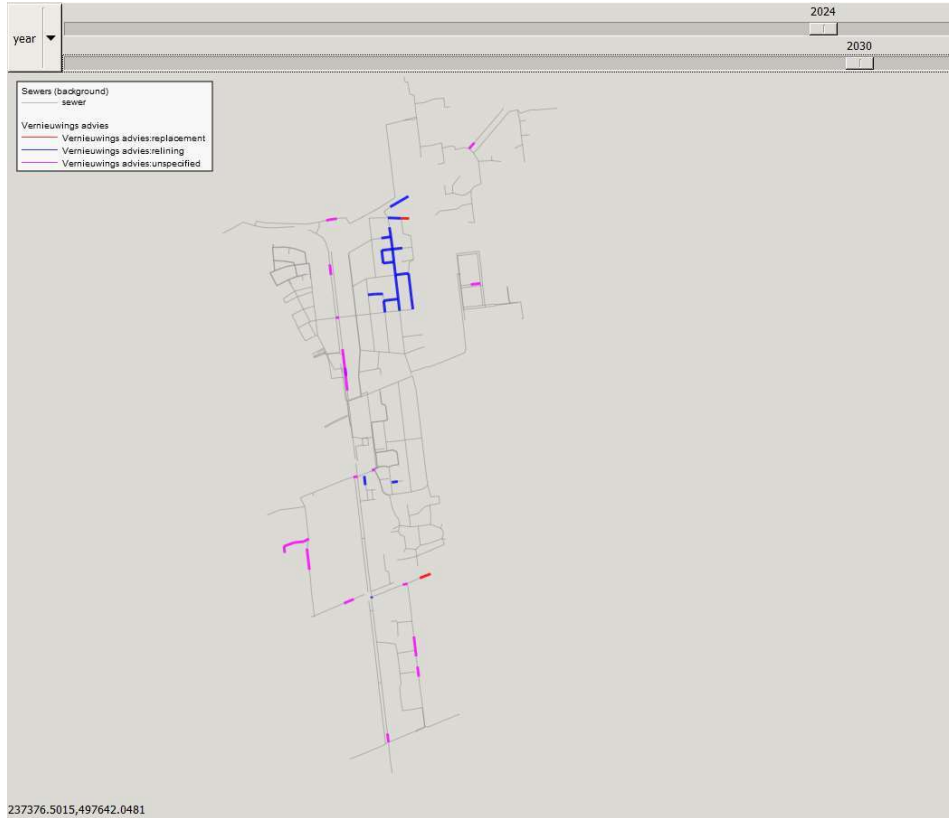 2024
year
2030
Sewers (background)
sewer
Vernieuwings advies
Vernieuwings advies:replacement
Vernieuwings advies:relining
Vernieuwings advies:unspecified
237376.5015,497642.0481